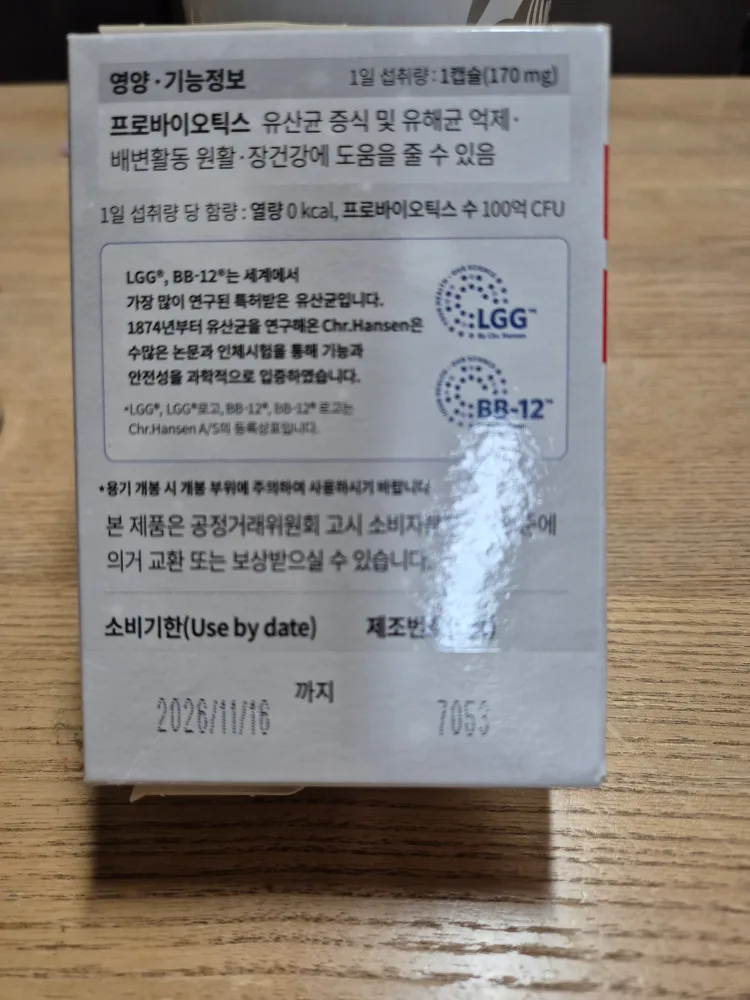 영양·기능정보 1일 섭취량 : 1캡슐(170 mg)
프로바이오틱스 유산균 증식 및 유해균 억제·
배변활동 원활·장건강에 도움을 줄 수 있음
1일 섭취량 당 함량 : 열량 0 kcal, 프로바이오틱스 수 100억 CFU
LGG®, BB-12®는 세계에서
가장 많이 연구된 특허받은 유산균입니다.
1874년부터 유산균을 연구해온 Chr.Hansen은
수많은 논문과 인체시험을 통해 기능과
안전성을 과학적으로 입증하였습니다.
*LGG®, LGG®로고, BB-12®, BB-12® 로고는
Chr.Hansen A/S의 등록상표입니다.
LGG™
By Chr. Hansen
BB-12™
*용기 개봉 시 개봉 부위에 주의하여 사용하시기 바랍니다
본 제품은 공정거래위원회 고시 소비자
의거 교환 또는 보상받으실 수 있습니다.
소비기한(Use by date) 제조번
까지
2026/11/16 7053